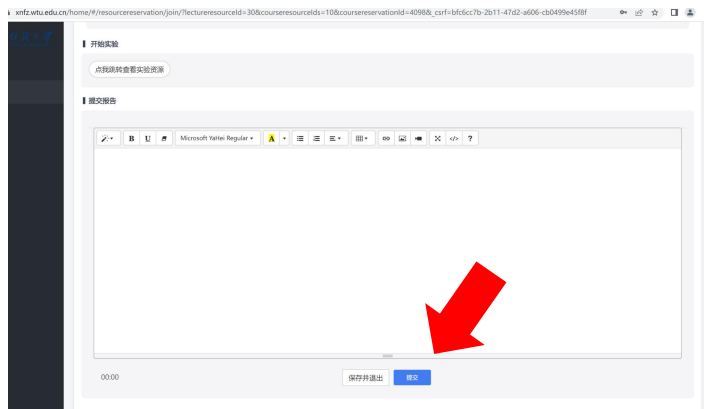 xnfz.wtu.edu.cn/home/#/resourcereservation/join/?lectureresourceId=30&courseresourceIds=10&coursereservationId=4098&_csrf=bfc6cc7b-2b11-47d2-a606-cb0499e45f8f
开始实验
点我跳转查看实验资源
提交报告
B U Microsoft YaHei Regular A </> ?
00:00 保存并退出 提交